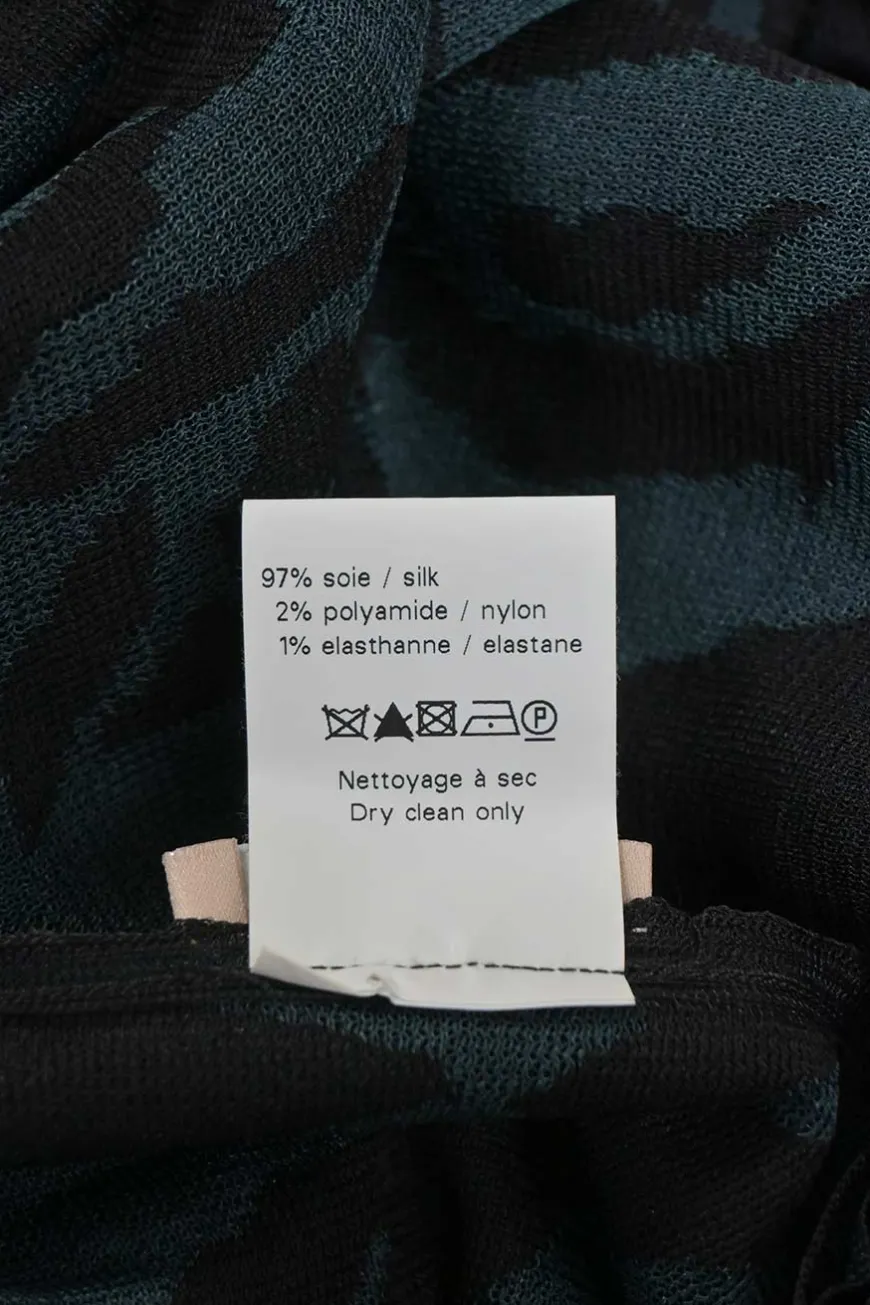 97% soie / silk
2% polyamide / nylon
1% elasthanne / elastane
P
Nettoyage à sec
Dry clean only